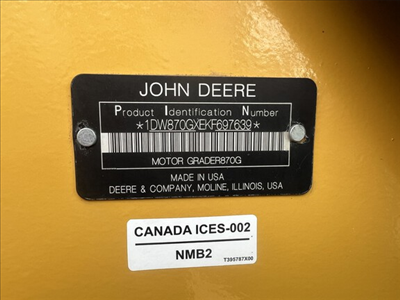 JOHN DEERE
Product Identification Number
*1DW870GXEKF697639*
MOTOR GRADER870G
MADE IN USA
DEERE & COMPANY, MOLINE, ILLINOIS, USA
CANADA ICES-002
NMB2
T395787X00